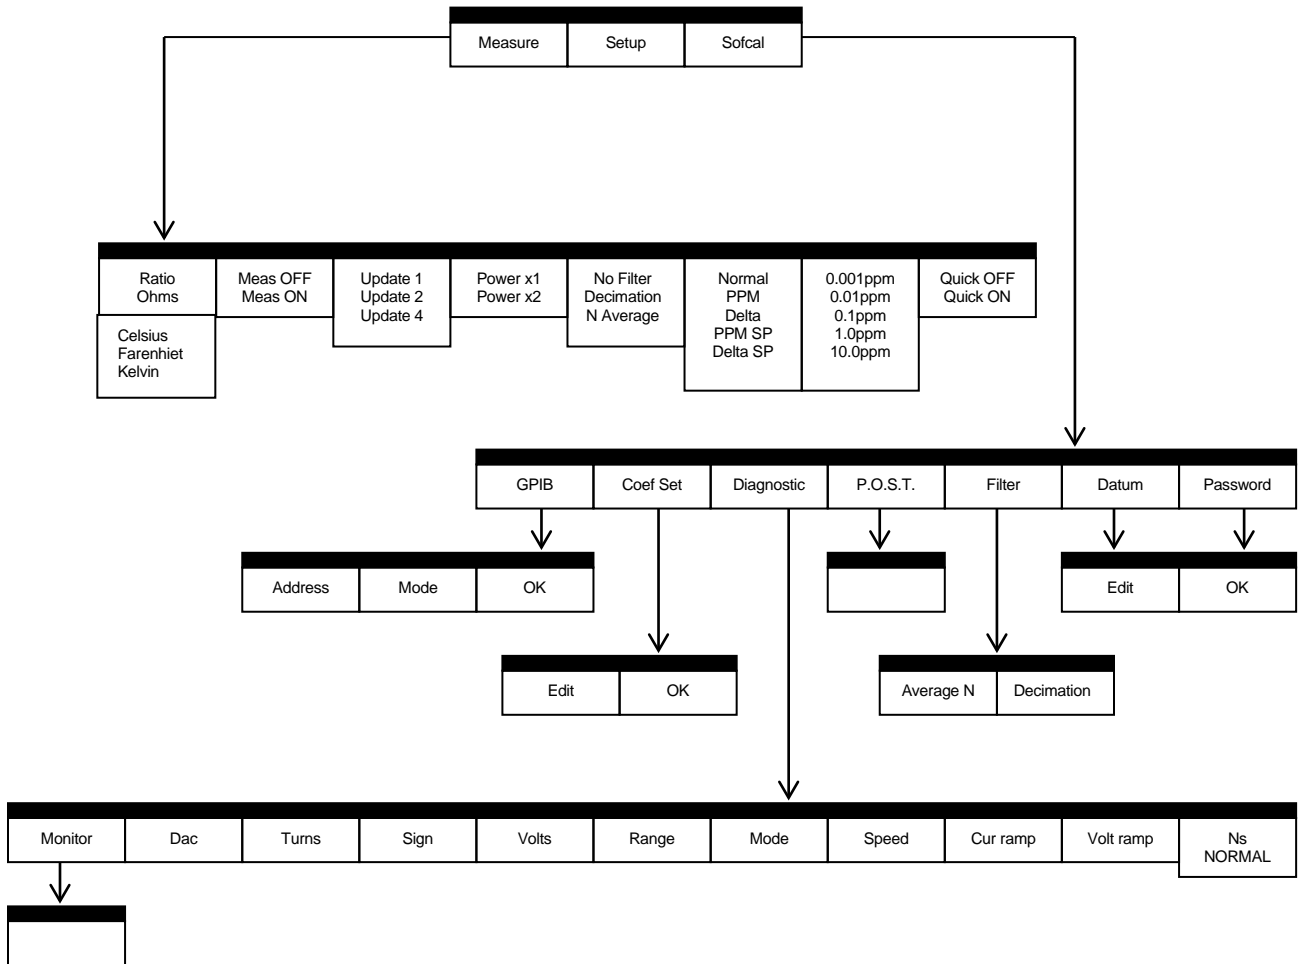 Measure
Setup
Sofcal
Ratio
Ohms
Celsius
Farenhiet
Kelvin
Meas OFF
Meas ON
Update 1
Update 2
Update 4
Power x1
Power x2
No Filter
Decimation
N Average
Normal
PPM
Delta
PPM SP
Delta SP
0.001ppm
0.01ppm
0.1ppm
1.0ppm
10.0ppm
Quick OFF
Quick ON
GPIB
Coef Set
Diagnostic
P.O.S.T.
Filter
Datum
Password
Address
Mode
OK
Edit
OK
Edit
OK
Average N
Decimation
Monitor
Dac
Turns
Sign
Volts
Range
Mode
Speed
Cur ramp
Volt ramp
Ns
NORMAL